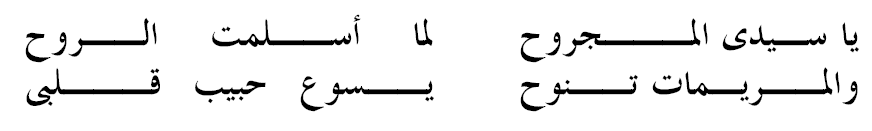 يا سيدى المجروح لما أسلمت الروح
والمريمات تنوح يسوع حبيب قلبى